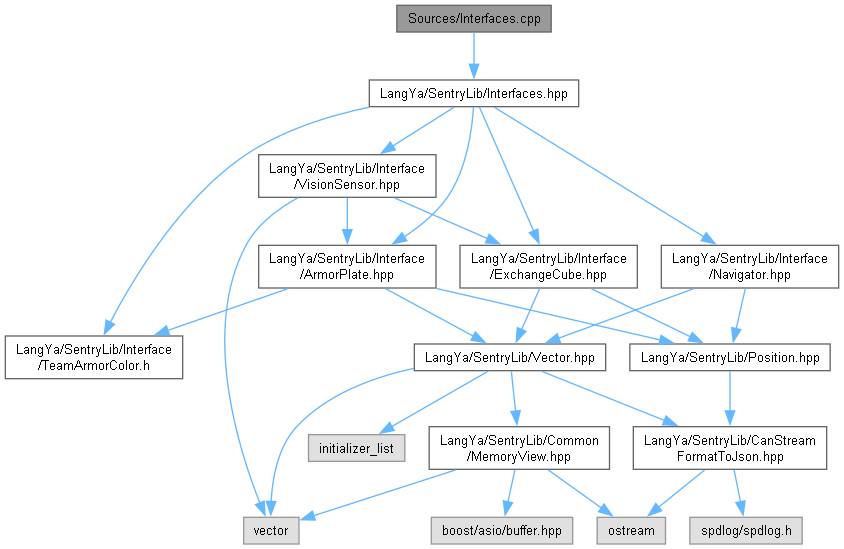 Sources/Interfaces.cpp
LangYa/SentryLib/Interfaces.hpp
LangYa/SentryLib/Interface
/VisionSensor.hpp
LangYa/SentryLib/Interface
/ArmorPlate.hpp
LangYa/SentryLib/Interface
/ExchangeCube.hpp
LangYa/SentryLib/Interface
/Navigator.hpp
LangYa/SentryLib/Interface
/TeamArmorColor.h
LangYa/SentryLib/Vector.hpp
LangYa/SentryLib/Position.hpp
initializer_list
LangYa/SentryLib/Common
/MemoryView.hpp
LangYa/SentryLib/CanStream
FormatToJson.hpp
vector
boost/asio/buffer.hpp
ostream
spdlog/spdlog.h